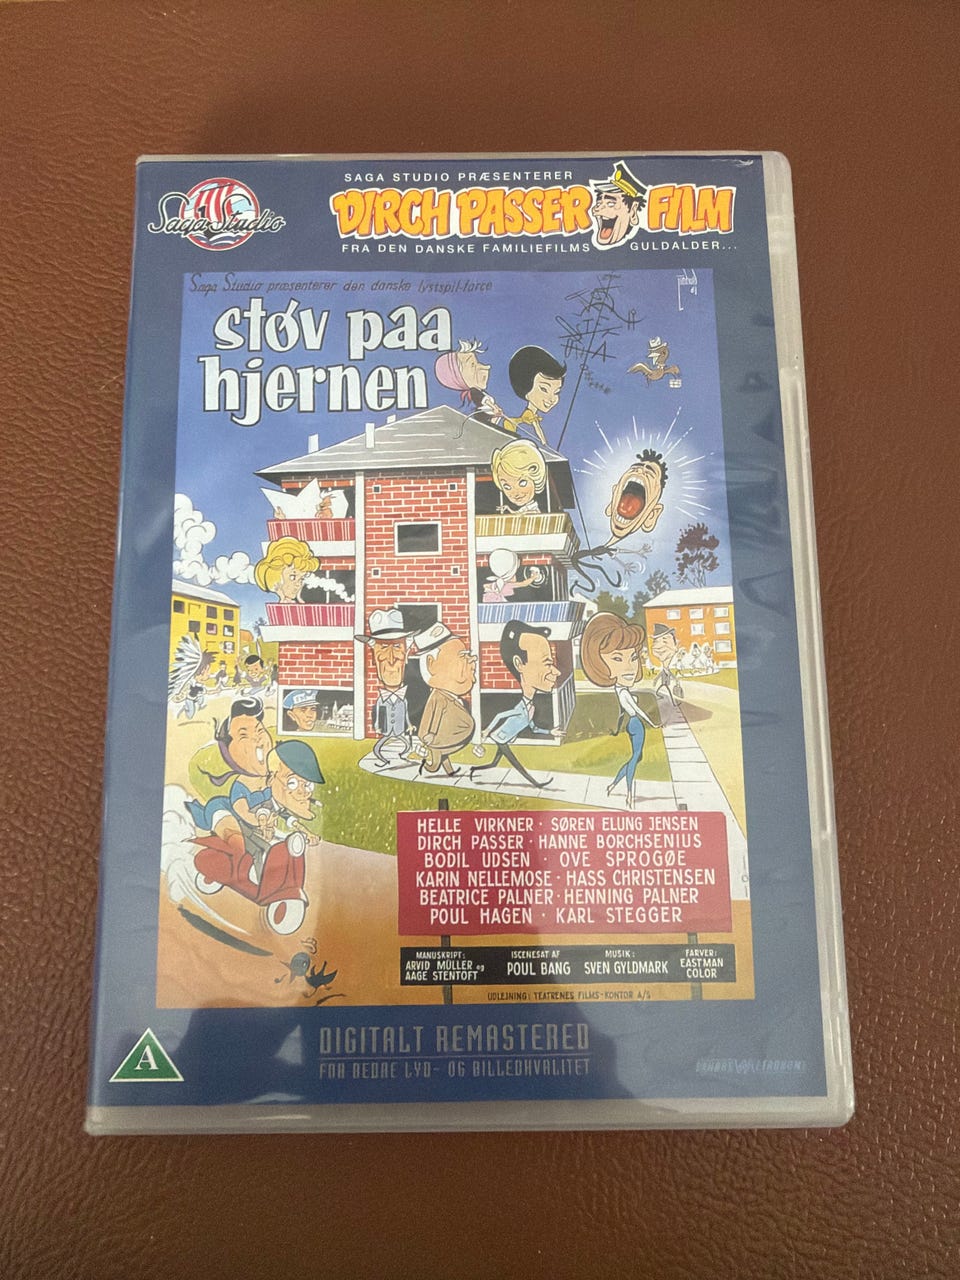 Saga Studio
SAGA STUDIO PRÆSENTERER
DIRCH PASSER FILM
FRA DEN DANSKE FAMILIEFILMS GULDALDER...
Saga Studio præsenterer den danske lystspil-farce
støv paa
hjernen
HELLE VIRKNER · SØREN ELUNG JENSEN
DIRCH PASSER · HANNE BORCHSENIUS
BODIL UDSEN · OVE SPROGØE
KARIN NELLEMOSE · HASS CHRISTENSEN
BEATRICE PALNER · HENNING PALNER
POUL HAGEN · KARL STEGGER
MANUSKRIPT:
ARVID MÜLLER og
AAGE STENTOFT
ISCENESAT AF
POUL BANG
MUSIK:
SVEN GYLDMARK
FARVER:
EASTMAN
COLOR
UDLEJNING: TEATRENES FILMS-KONTOR A/S
A
DIGITALT REMASTERED
FOR BEDRE LYD- OG BILLEDKVALITET